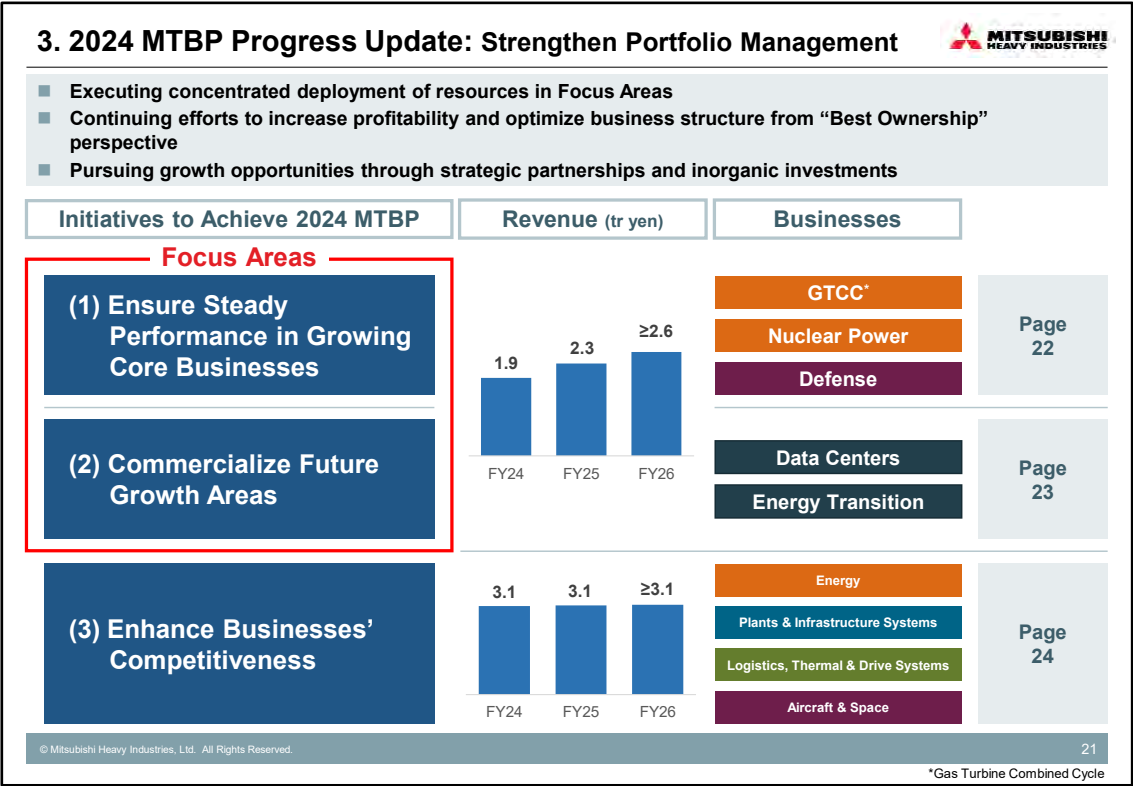 3. 2024 MTBP Progress Update: Strengthen Portfolio Management
MITSUBISHI
HEAVY INDUSTRIES
Executing concentrated deployment of resources in Focus Areas
Continuing efforts to increase profitability and optimize business structure from “Best Ownership”
perspective
Pursuing growth opportunities through strategic partnerships and inorganic investments
Initiatives to Achieve 2024 MTBP
Revenue (tr yen)
Businesses
Focus Areas
(1) Ensure Steady
Performance in Growing
Core Businesses
(2) Commercialize Future
Growth Areas
1.9
2.3
≥2.6
FY24
FY25
FY26
GTCC*
Nuclear Power
Defense
Page
22
Data Centers
Energy Transition
Page
23
(3) Enhance Businesses’
Competitiveness
3.1
3.1
≥3.1
FY24
FY25
FY26
Energy
Plants & Infrastructure Systems
Logistics, Thermal & Drive Systems
Aircraft & Space
Page
24
© Mitsubishi Heavy Industries, Ltd. All Rights Reserved.
21
*Gas Turbine Combined Cycle